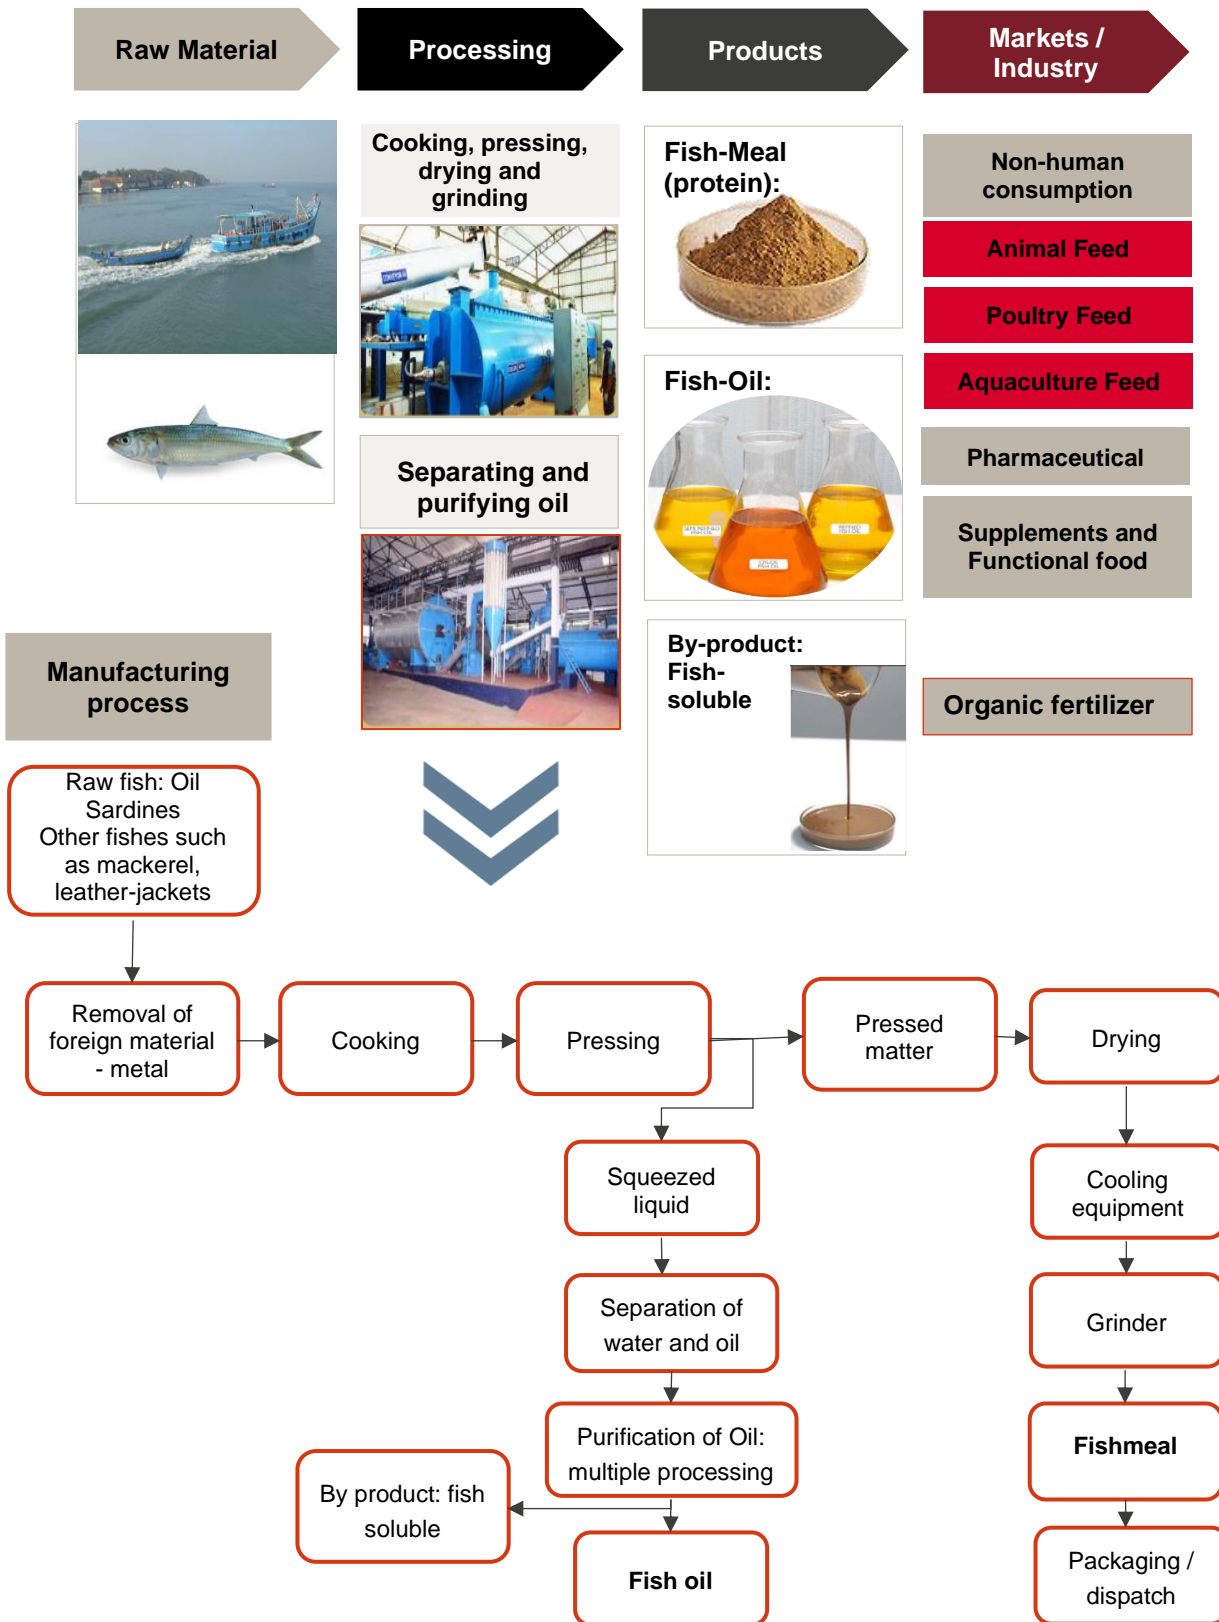 Raw Material
Processing
Products
Markets /
Industry
Cooking, pressing,
drying and
grinding
Separating and
purifying oil
Fish-Meal
(protein):
Fish-Oil:
CRUDE
FISH OIL
By-product:
Fish-
soluble
Non-human
consumption
Animal Feed
Poultry Feed
Aquaculture Feed
Pharmaceutical
Supplements and
Functional food
Organic fertilizer
Manufacturing
process
Raw fish: Oil
Sardines
Other fishes such
as mackerel,
leather-jackets
Removal of
foreign material
- metal
Cooking
Pressing
Pressed
matter
Drying
Squeezed
liquid
Cooling
equipment
Separation of
water and oil
Grinder
Purification of Oil:
multiple processing
Fishmeal
By product: fish
soluble
Fish oil
Packaging /
dispatch